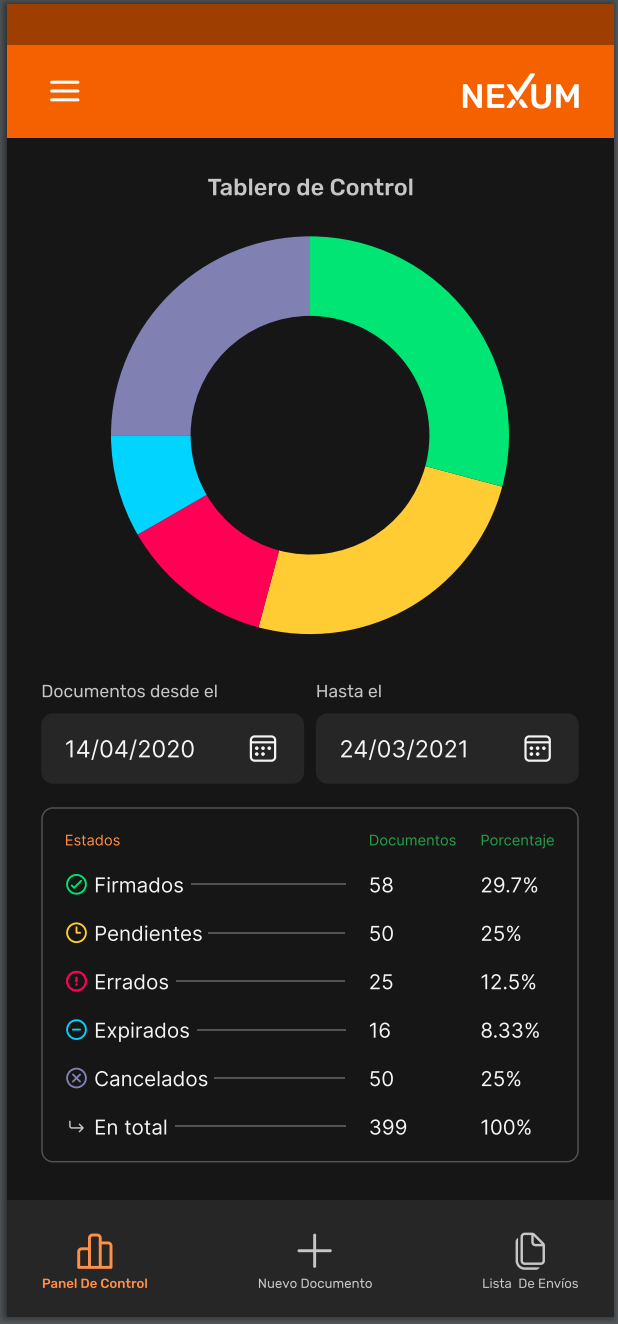 NEXUM
Tablero de Control
Documentos desde el
Hasta el
14/04/2020
24/03/2021
Estados Documentos Porcentaje
Firmados 58 29.7%
Pendientes 50 25%
Errados 25 12.5%
Expirados 16 8.33%
Cancelados 50 25%
En total 399 100%
Panel De Control
Nuevo Documento
Lista De Envíos